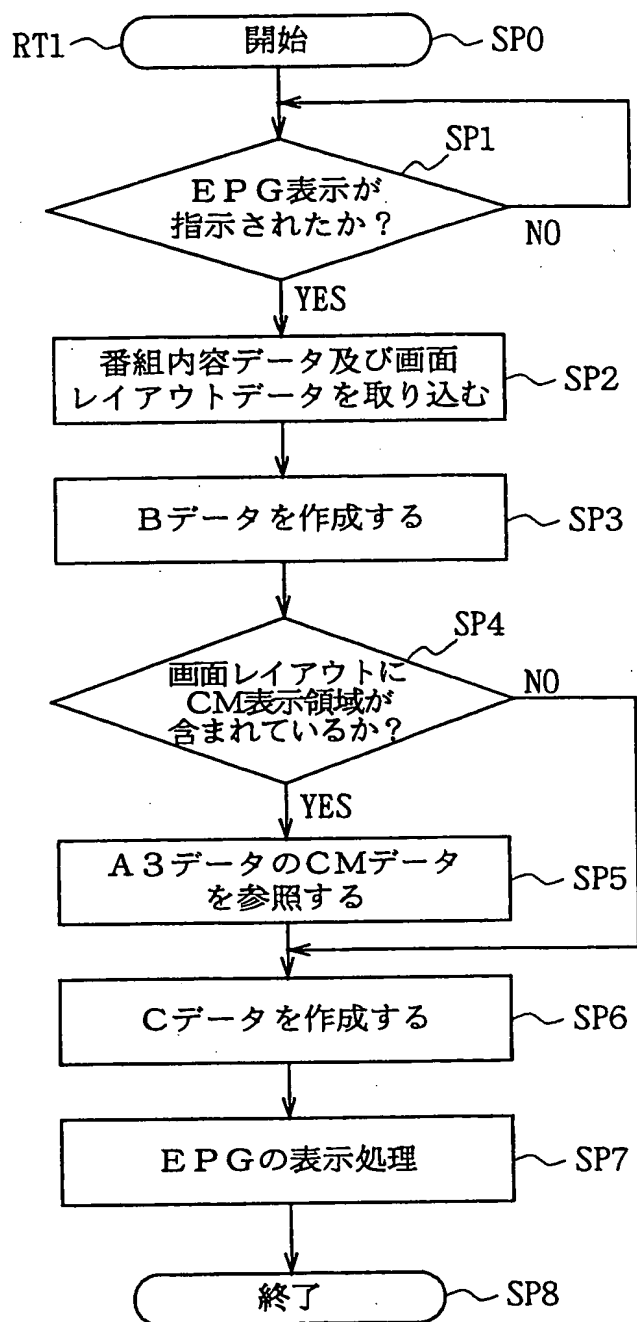 RT1 開始 SP0
SP1
EPG表示が
指示されたか?
NO
YES
番組内容データ及び画面
レイアウトデータを取り込む
SP2
Bデータを作成する
SP3
SP4
画面レイアウトに
CM表示領域が
含まれているか?
NO
YES
A3データのCMデータ
を参照する
SP5
Cデータを作成する
SP6
EPGの表示処理
SP7
終了
SP8